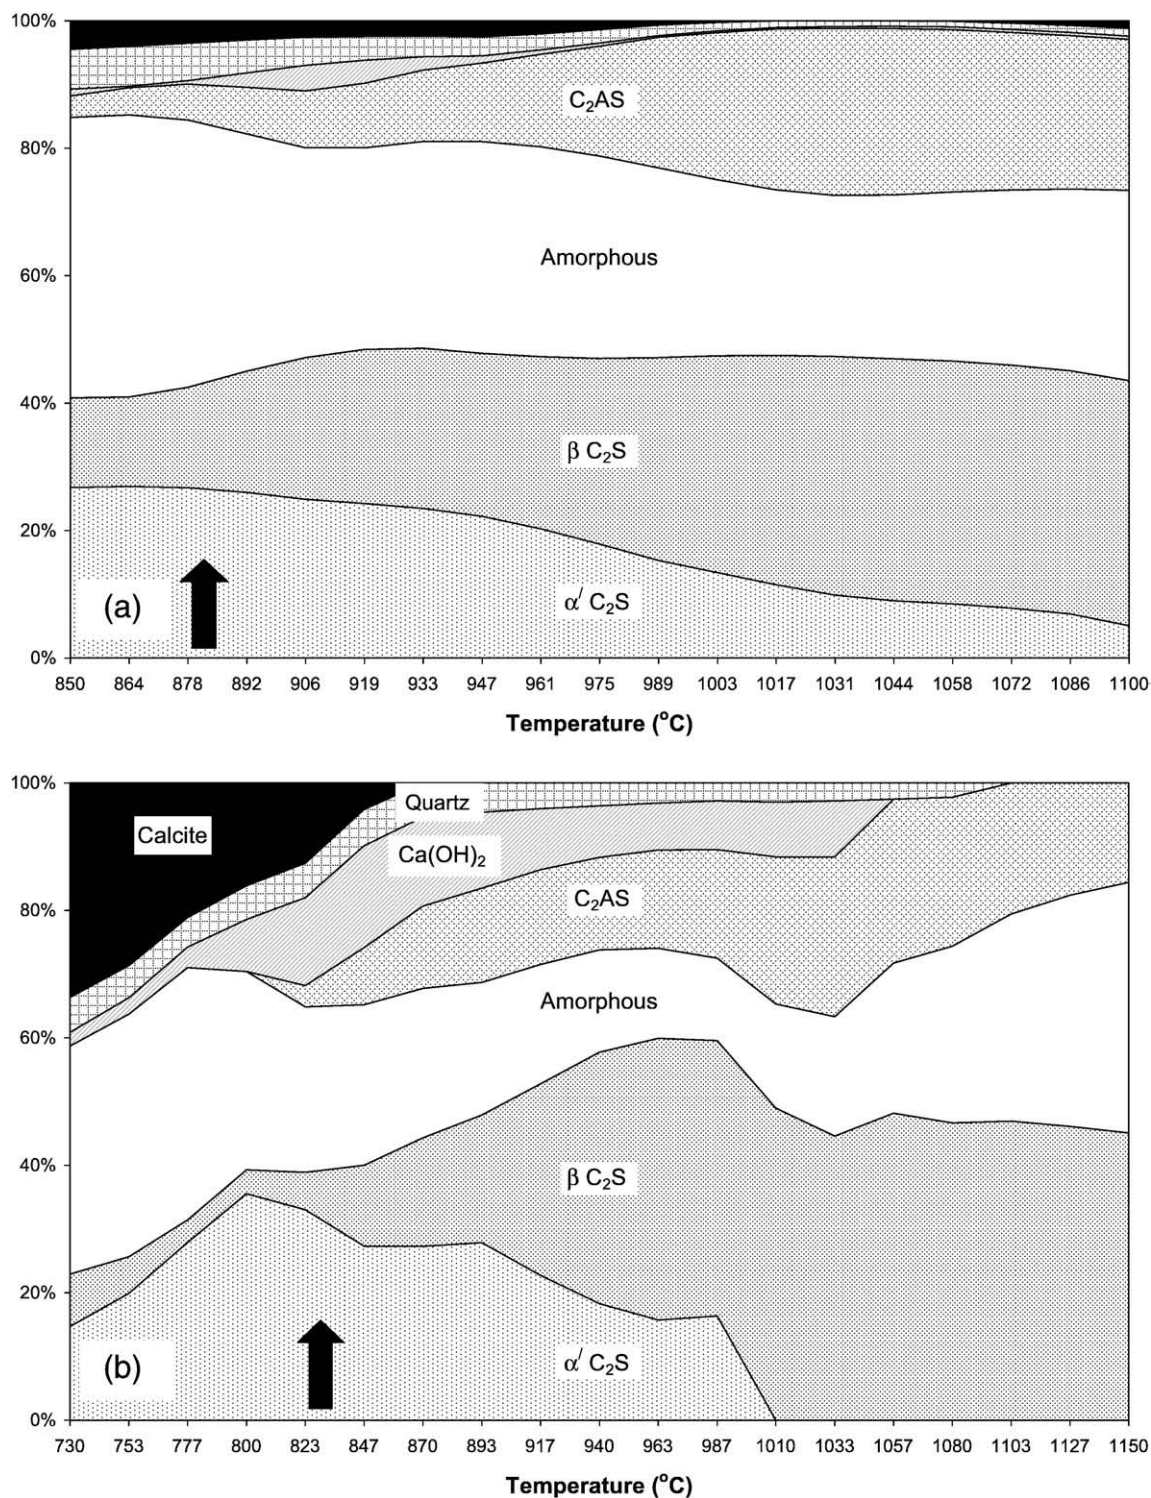 100%
80%
60%
40%
20%
0%
C₂AS
Amorphous
β C₂S
α/ C₂S
(a)
850 864 878 892 906 919 933 947 961 975 989 1003 1017 1031 1044 1058 1072 1086 1100
Temperature (°C)
100%
80%
60%
40%
20%
0%
Calcite
Quartz
Ca(OH)₂
C₂AS
Amorphous
β C₂S
α/ C₂S
(b)
730 753 777 800 823 847 870 893 917 940 963 987 1010 1033 1057 1080 1103 1127 1150
Temperature (°C)